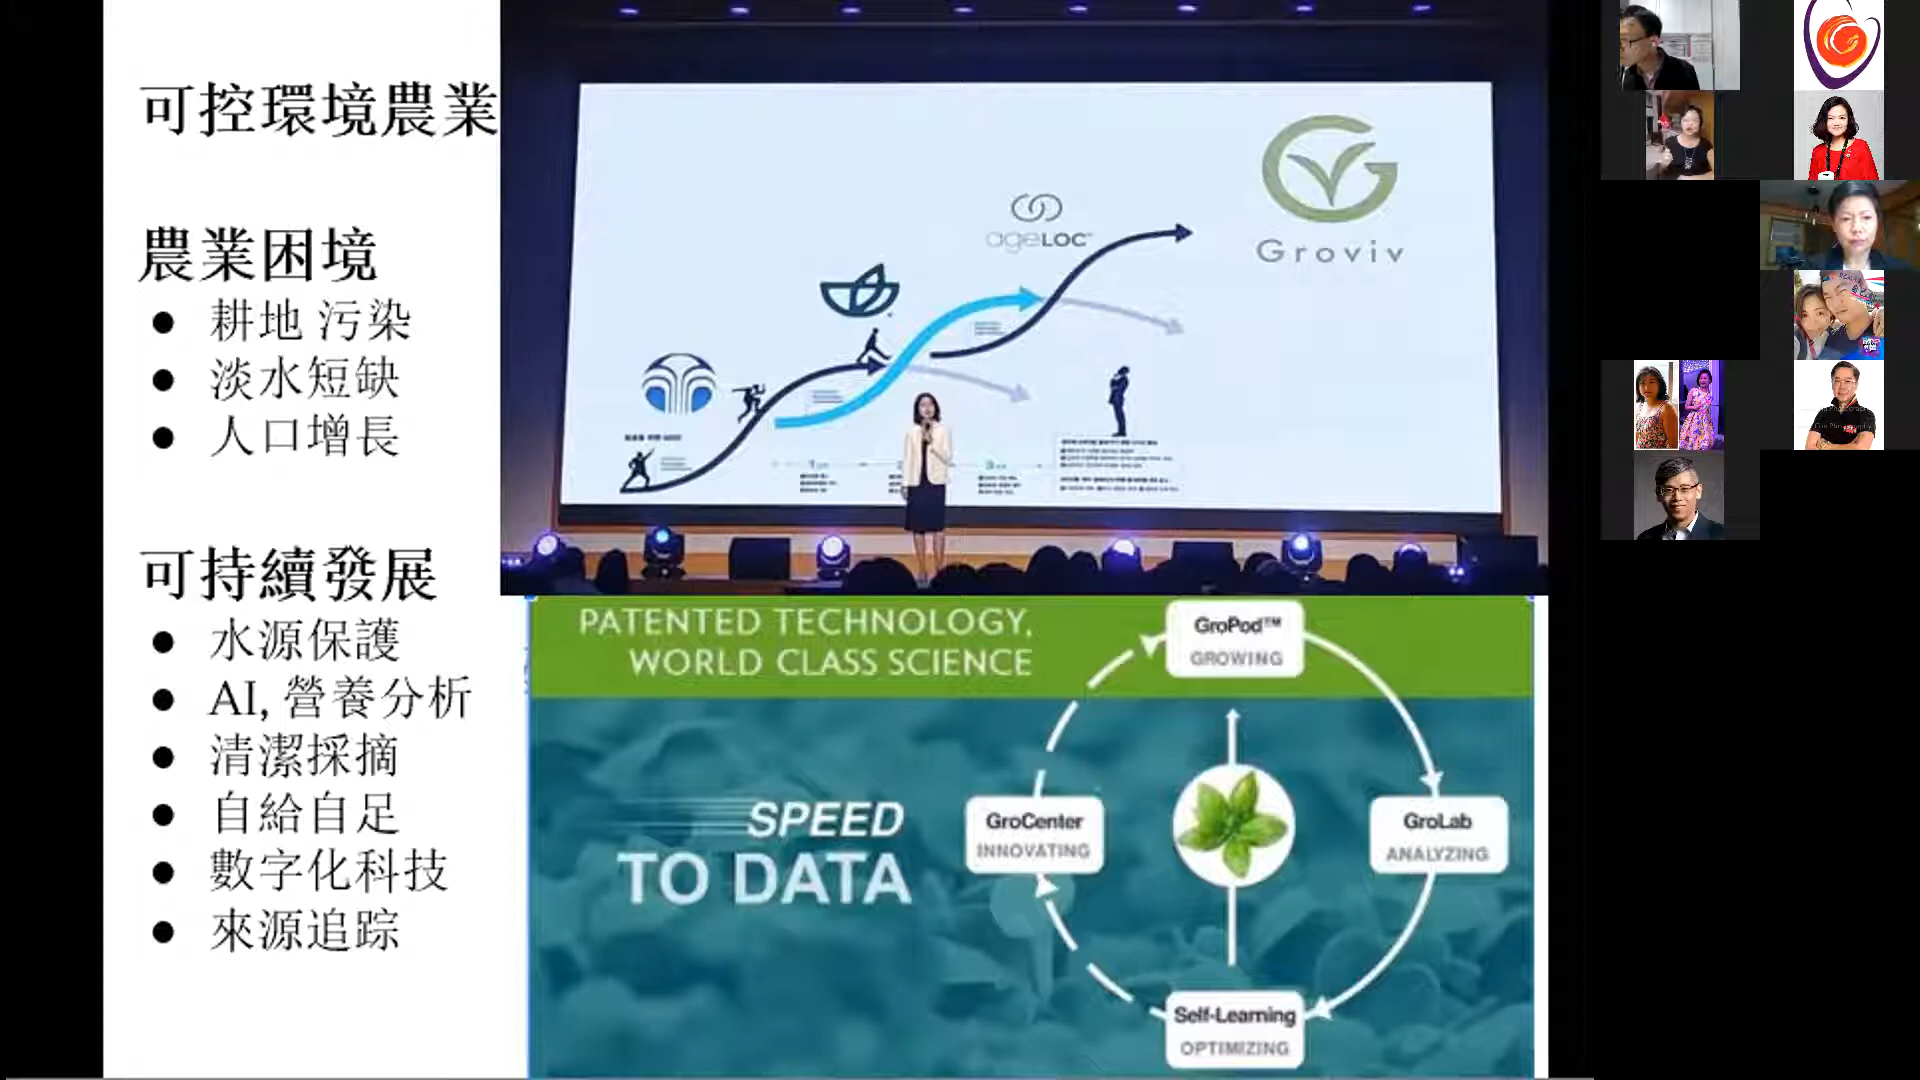 可控環境農業
農業困境
● 耕地 污染
● 淡水短缺
● 人口增長
可持續發展
● 水源保護
● AI, 營養分析
● 清潔採摘
● 自給自足
● 數字化科技
● 來源追踪
ageLOC
Groviv
PATENTED TECHNOLOGY,
WORLD CLASS SCIENCE
SPEED
TO DATA
GroPod™
GROWING
GroCenter
INNOVATING
GroLab
ANALYZING
Self-Learning
OPTIMIZING